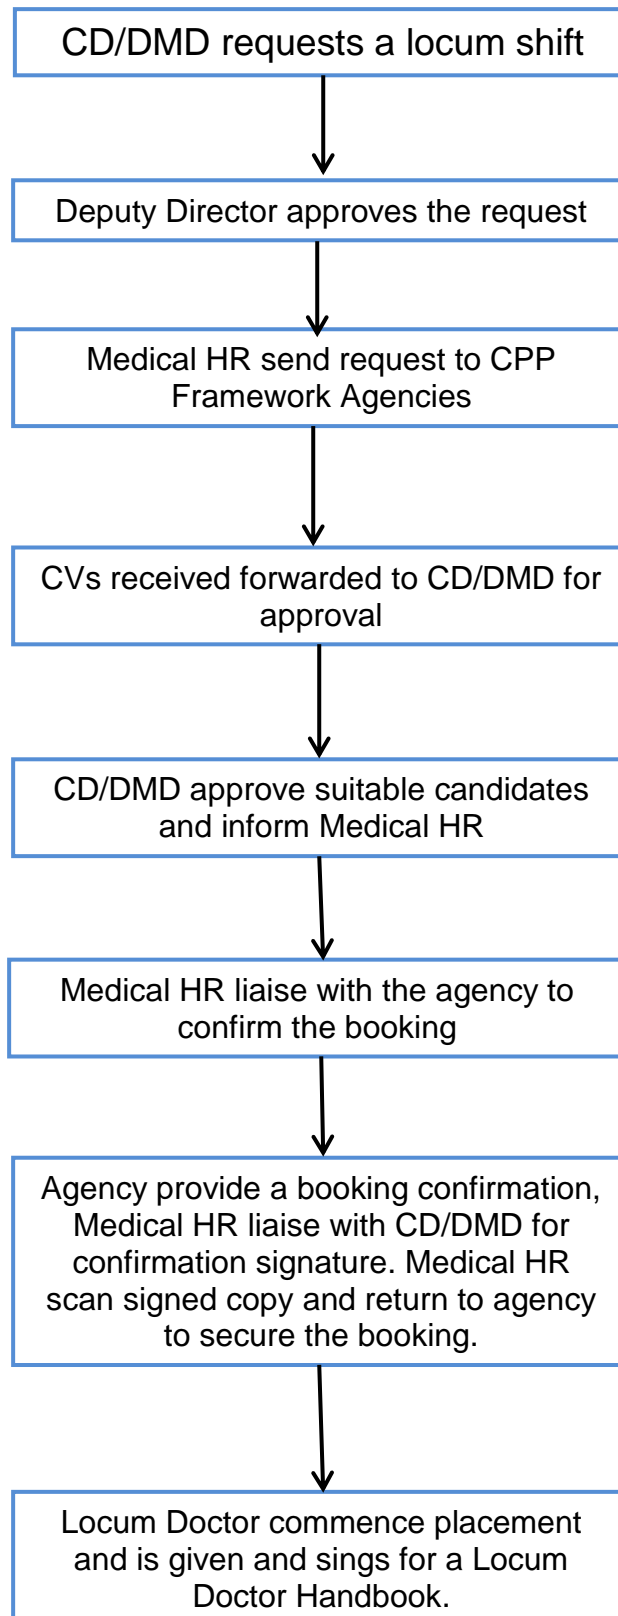 CD/DMD requests a locum shift
Deputy Director approves the request
Medical HR send request to CPP
Framework Agencies
CVs received forwarded to CD/DMD for
approval
CD/DMD approve suitable candidates
and inform Medical HR
Medical HR liaise with the agency to
confirm the booking
Agency provide a booking confirmation,
Medical HR liaise with CD/DMD for
confirmation signature. Medical HR
scan signed copy and return to agency
to secure the booking.
Locum Doctor commence placement
and is given and sings for a Locum
Doctor Handbook.